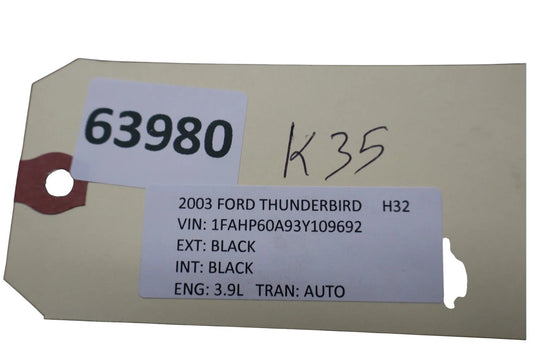 63980
K35
2003 FORD THUNDERBIRD H32
VIN: 1FAHP60A93Y109692
EXT: BLACK
INT: BLACK
ENG: 3.9L TRAN: AUTO